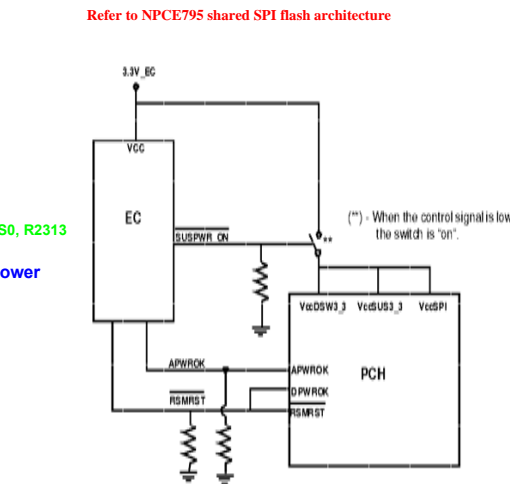 Refer to NPCE795 shared SPI flash architecture
3.3V_EC
VCC
EC
SUSPWR_ON
**
(**) - When the control signal is low
the switch is "on".
S0, R2313
ower
VccDSW3_3 VccSUS3_3 VccSPI
APWROK
APWROK
PCH
DPWROK
RSMRST
RSMRST